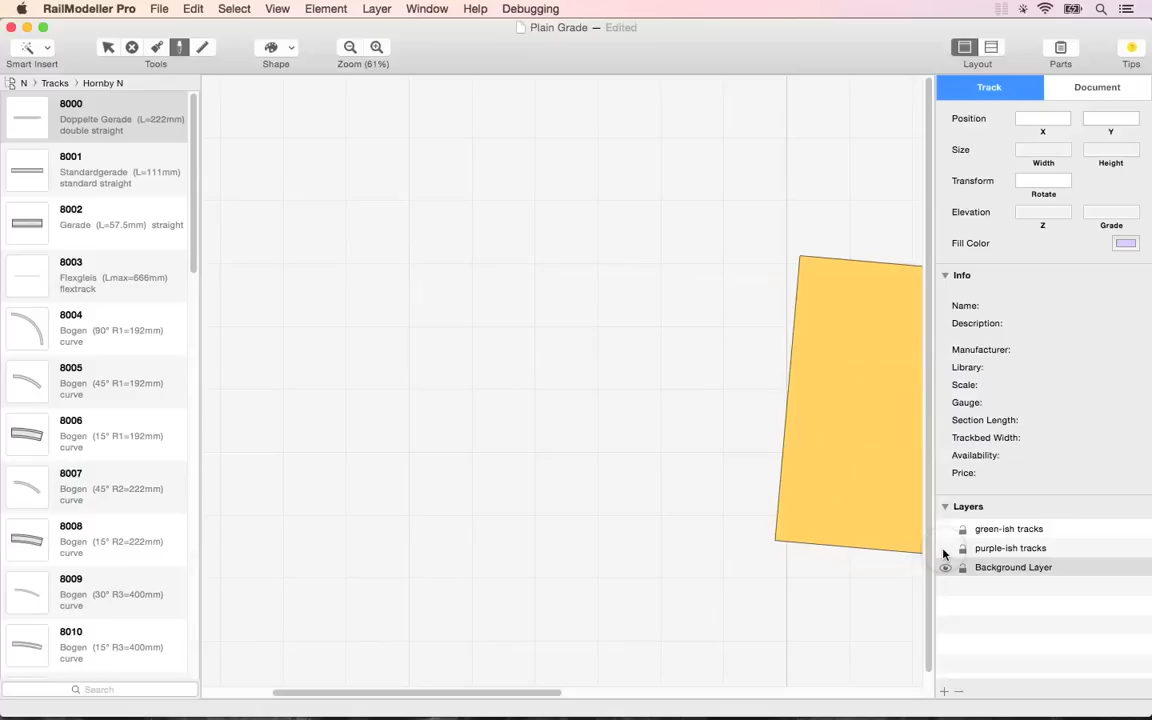 RailModeller Pro File Edit Select View Element Layer Window Help Debugging
Plain Grade — Edited
Smart Insert Tools Shape Zoom (61%) Layout Parts Tips
N Tracks Hornby N
8000
Doppelte Gerade (L=222mm)
double straight
8001
Standardgerade (L=111mm)
standard straight
8002
Gerade (L=57.5mm) straight
8003
Flexgleis (Lmax=666mm)
flextrack
8004
Bogen (90° R1=192mm)
curve
8005
Bogen (45° R1=192mm)
curve
8006
Bogen (15° R1=192mm)
curve
8007
Bogen (45° R2=222mm)
curve
8008
Bogen (15° R2=222mm)
curve
8009
Bogen (30° R3=400mm)
curve
8010
Bogen (15° R3=400mm)
curve
Search
Track Document
Position
X Y
Size
Width Height
Transform
Rotate
Elevation
Z Grade
Fill Color
Info
Name:
Description:
Manufacturer:
Library:
Scale:
Gauge:
Section Length:
Trackbed Width:
Availability:
Price:
Layers
green-ish tracks
purple-ish tracks
Background Layer